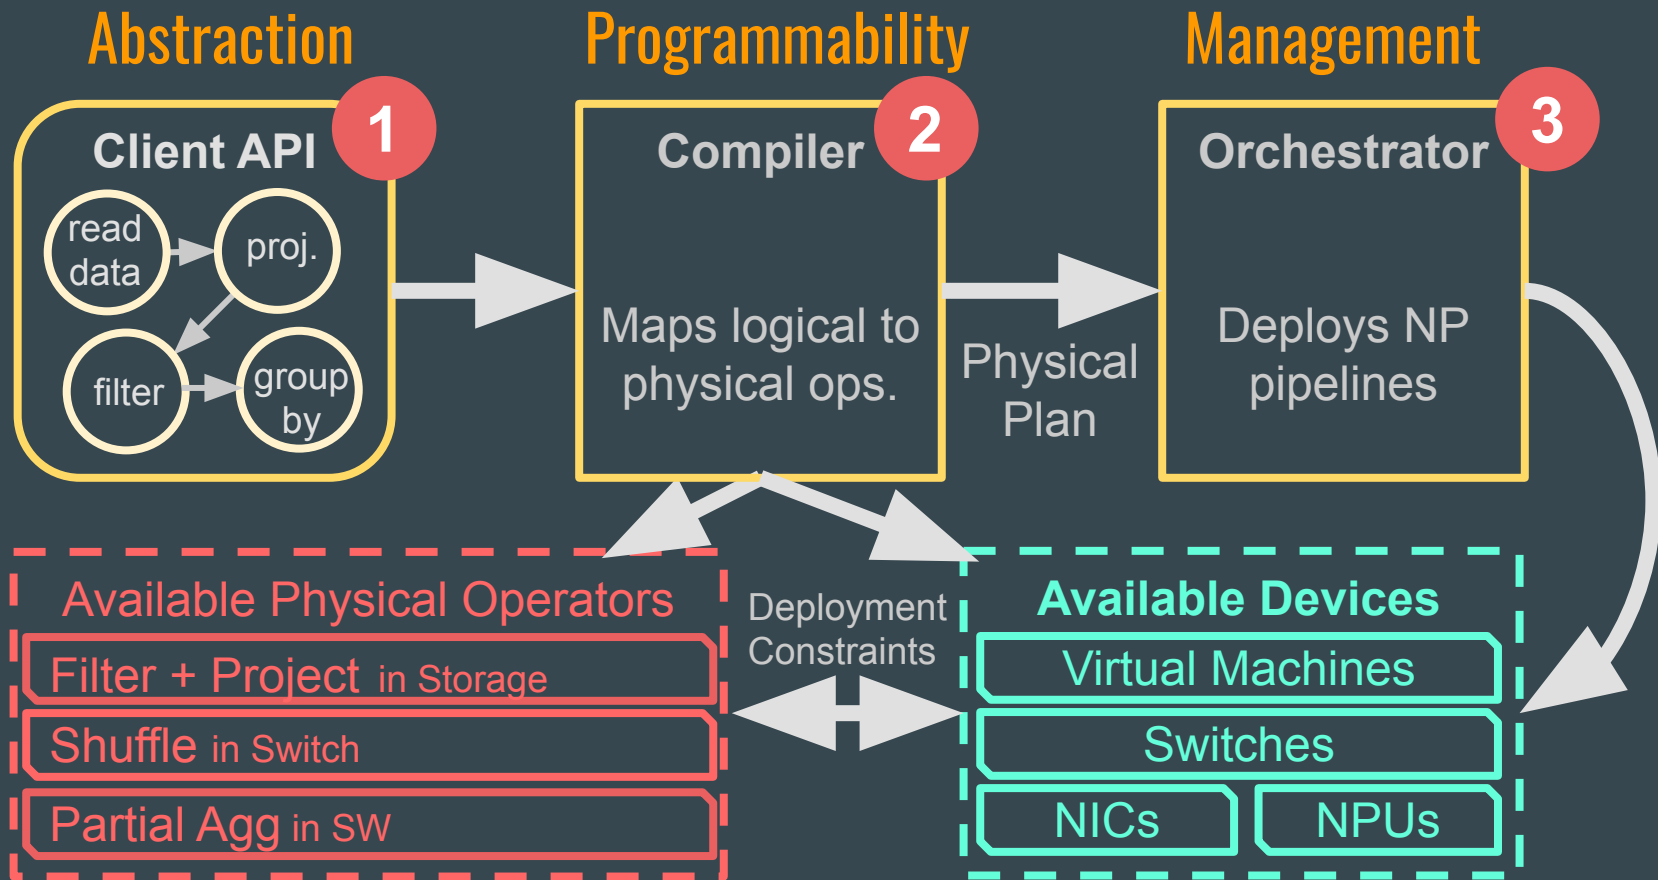 Abstraction
Programmability
Management
1
2
3
Client API
read
data
proj.
filter
group
by
Compiler
Maps logical to
physical ops.
Physical
Plan
Orchestrator
Deploys NP
pipelines
Available Physical Operators
Filter + Project in Storage
Shuffle in Switch
Partial Agg in SW
Deployment
Constraints
Available Devices
Virtual Machines
Switches
NICs
NPUs